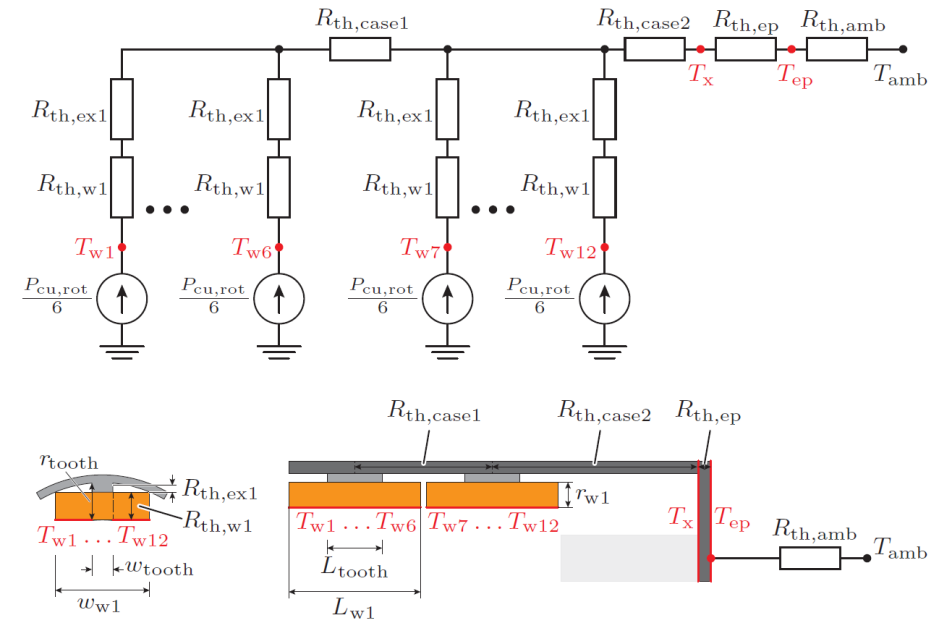 R_th,case1
R_th,case2 R_th,ep R_th,amb
T_x T_ep T_amb
R_th,ex1 R_th,ex1 R_th,ex1 R_th,ex1
R_th,w1 R_th,w1 R_th,w1 R_th,w1
... ...
T_w1 T_w6 T_w7 T_w12
P_cu,rot/6 P_cu,rot/6 P_cu,rot/6 P_cu,rot/6
R_th,case1 R_th,case2 R_th,ep
r_tooth
R_th,ex1
R_th,w1
T_w1 ... T_w12
w_tooth
w_w1
r_w1
T_w1 ... T_w6 T_w7 ... T_w12
L_tooth
L_w1
T_x T_ep
R_th,amb
T_amb